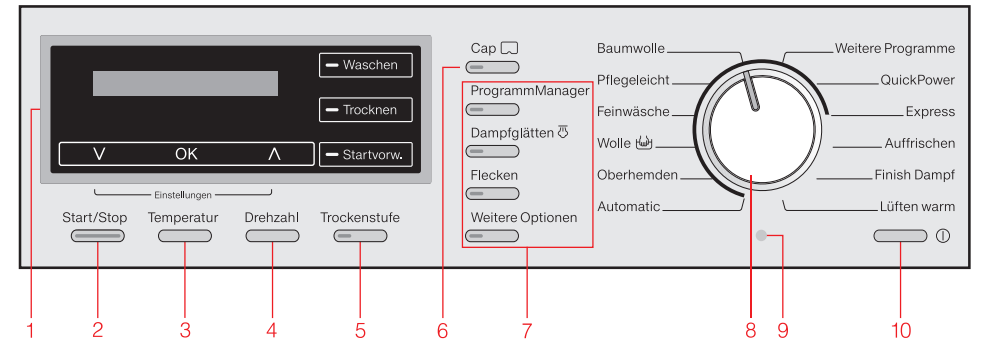 Waschen
Trocknen
Startvorw.
OK
Einstellungen
Start/Stop
Temperatur
Drehzahl
Trockenstufe
Cap
ProgrammManager
Dampfglätten
Flecken
Weitere Optionen
Baumwolle
Pflegeleicht
Feinwäsche
Wolle
Oberhemden
Automatic
Weitere Programme
QuickPower
Express
Auffrischen
Finish Dampf
Lüften warm
1
2
3
4
5
6
7
8
9
10